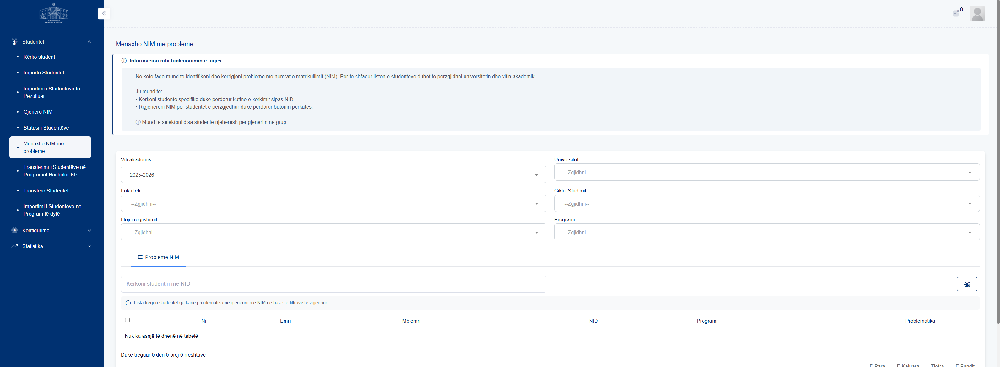 0
Studentët
Kërko student
Importo Studentët
Importimi i Studentëve të
Pezulluar
Gjenero NIM
Statusi i Studentëve
Menaxho NIM me
probleme
Transferimi i Studentëve në
Programet Bachelor-KP
Transfero Studentët
Importimi i Studentëve në
Program të dytë
Konfigurime
Statistika
Menaxho NIM me probleme
Informacion mbi funksionimin e faqes
Në këtë faqe mund të identifikoni dhe korrigjoni probleme me numrat e matrikullimit (NIM). Për të shfaqur listën e studentëve duhet të përzgjidhni universitetin dhe vitin akademik.
Ju mund të:
• Kërkoni studentë specifikë duke përdorur kutinë e kërkimit sipas NID.
• Rigjeneroni NIM për studentët e përzgjedhur duke përdorur butonin përkatës.
Mund të selektoni disa studentë njëherësh për gjenerim në grup.
Viti akademik
2025-2026
Universiteti:
--Zgjidhni--
Fakulteti:
--Zgjidhni--
Cikli i Studimit:
--Zgjidhni--
Lloji i regjistrimit:
--Zgjidhni--
Programi:
--Zgjidhni--
Probleme NIM
Kërkoni studentin me NID
Lista tregon studentët që kanë problematika në gjenerimin e NIM në bazë të filtrave të zgjedhur.
Nr Emri Mbiemri NID Programi Problematika
Nuk ka asnjë të dhënë në tabelë
Duke treguar 0 deri 0 prej 0 rreshtave
E Para E Kaluara Tjetra E Fundit